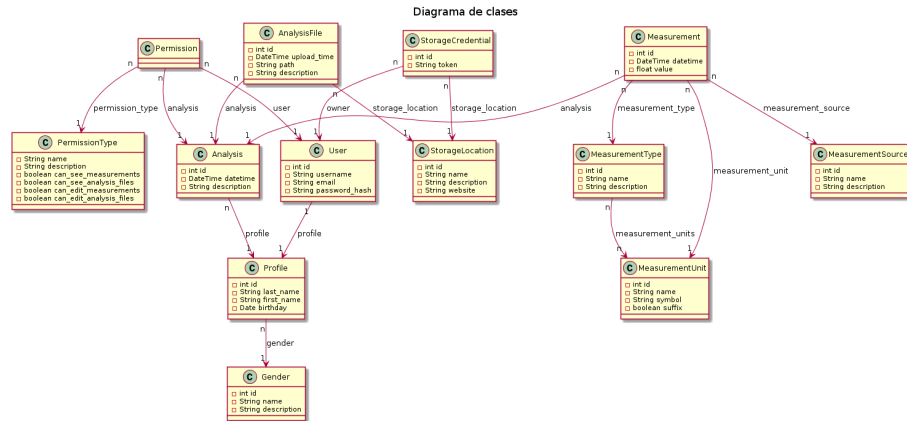 Diagrama de clases
C Permission
C AnalysisFile
int id
DateTime upload_time
String path
String description
C StorageCredential
int id
String token
C Measurement
int id
DateTime datetime
float value
n
n
n
n
n
n
n
n
n
n
n
permission_type
analysis
analysis
user
owner
storage_location
storage_location
analysis
measurement_type
measurement_unit
measurement_source
1
1
1
1
1
1
1
1
1
1
C PermissionType
String name
String description
boolean can_see_measurements
boolean can_see_analysis_files
boolean can_edit_measurements
boolean can_edit_analysis_files
C Analysis
int id
DateTime datetime
String description
C User
int id
String username
String email
String password_hash
C StorageLocation
int id
String name
String description
String website
C MeasurementType
int id
String name
String description
C MeasurementSource
int id
String name
String description
n
1
n
profile
profile
measurement_units
1
1
n
1
C Profile
int id
String last_name
String first_name
Date birthday
C MeasurementUnit
int id
String name
String symbol
boolean suffix
n
gender
1
C Gender
int id
String name
String description